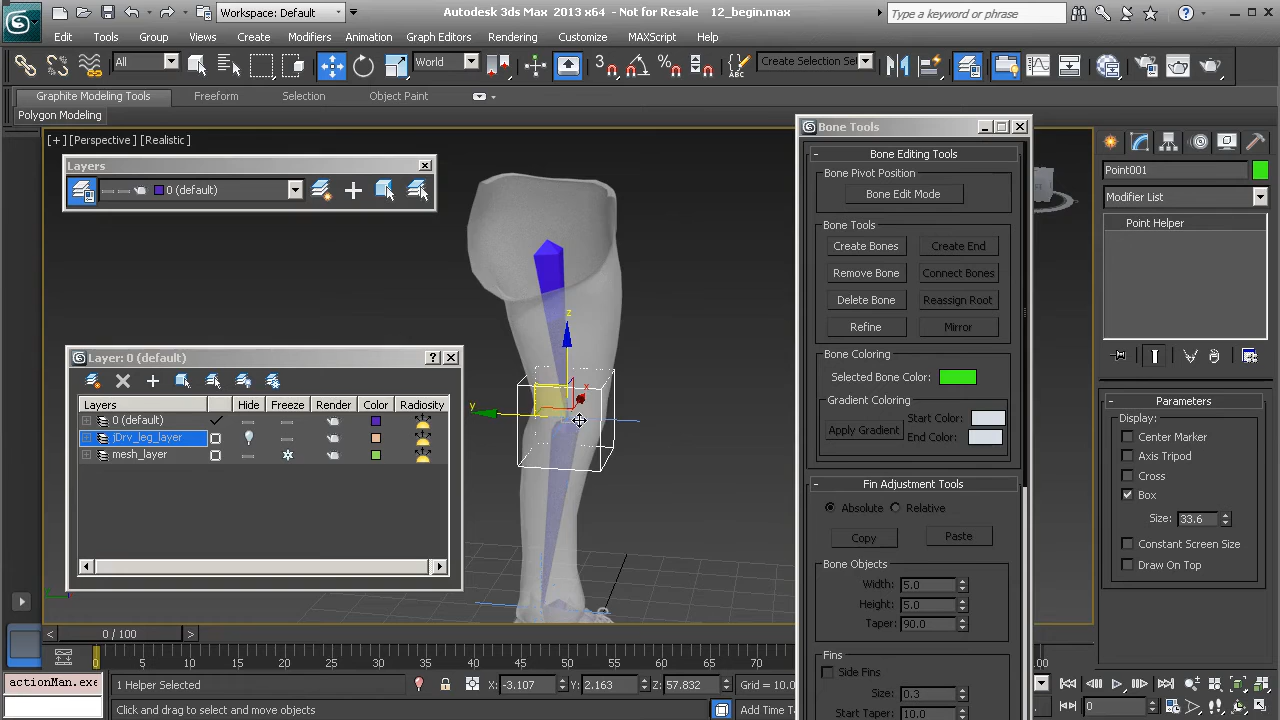 Workspace: Default
Autodesk 3ds Max 2013 x64 - Not for Resale 12_begin.max
Type a keyword or phrase
Edit Tools Group Views Create Modifiers Animation Graph Editors Rendering Customize MAXScript Help
All
World
Create Selection Se
Graphite Modeling Tools Freeform Selection Object Paint
Polygon Modeling
[+] [Perspective] [Realistic]
Layers
0 (default)
Layer: 0 (default)
Layers Hide Freeze Render Color Radiosity
0 (default)
jDrv_leg_layer
mesh_layer
z
x
y
Bone Tools
Bone Editing Tools
Bone Pivot Position
Bone Edit Mode
Bone Tools
Create Bones Create End
Remove Bone Connect Bones
Delete Bone Reassign Root
Refine Mirror
Bone Coloring
Selected Bone Color:
Gradient Coloring
Apply Gradient
Start Color:
End Color:
Fin Adjustment Tools
Absolute Relative
Copy Paste
Bone Objects
Width: 5.0
Height: 5.0
Taper: 90.0
Fins
Side Fins
Size: 0.3
Start Taper: 10.0
Point001
Modifier List
Point Helper
Parameters
Display:
Center Marker
Axis Tripod
Cross
Box
Size: 33.6
Constant Screen Size
Draw On Top
0 / 100
0 5 10 15 20 25 30 35 40 45 50 55 60 65 70 75
actionMan.exe
1 Helper Selected
X: -3.107 Y: 2.163 Z: 57.832 Grid = 10.0
Click and drag to select and move objects
Add Time Ta
0